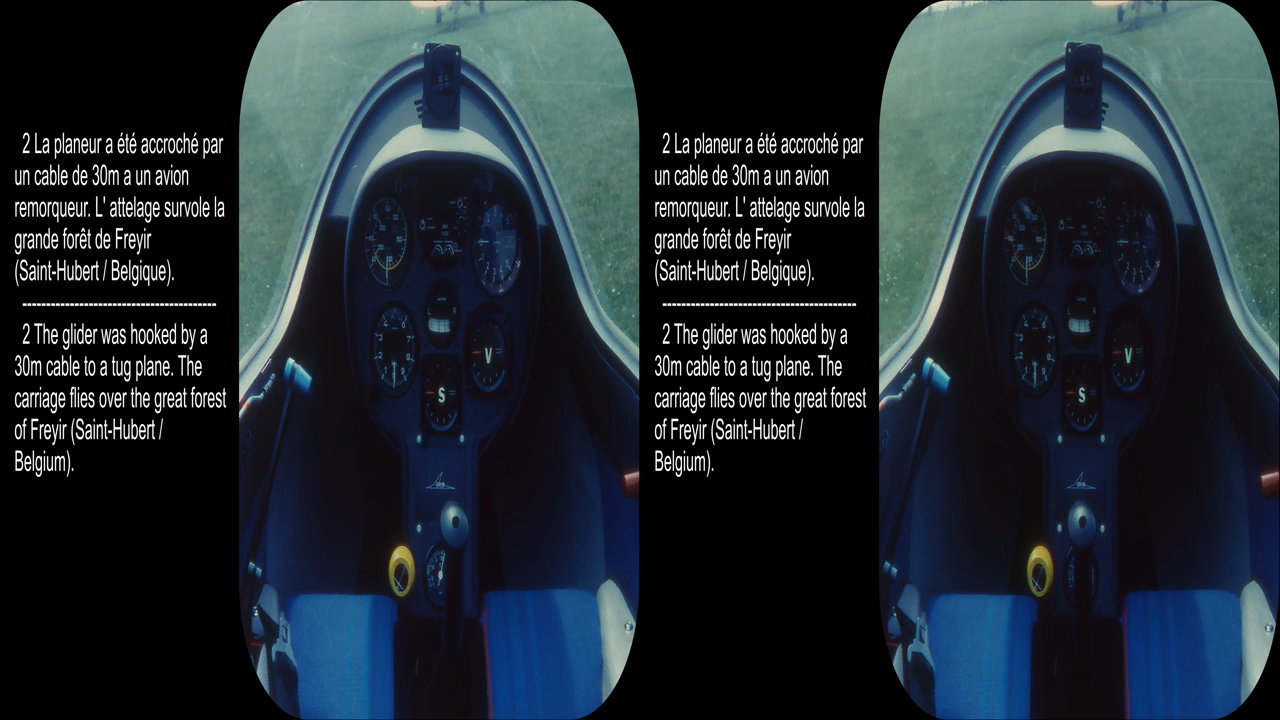 2 La planeur a été accroché par
un cable de 30m a un avion
remorqueur. L' attelage survole la
grande forêt de Freyir
(Saint-Hubert / Belgique).
------------------------------------------
2 The glider was hooked by a
30m cable to a tug plane. The
carriage flies over the great forest
of Freyir (Saint-Hubert /
Belgium).
V
S
2 La planeur a été accroché par
un cable de 30m a un avion
remorqueur. L' attelage survole la
grande forêt de Freyir
(Saint-Hubert / Belgique).
------------------------------------------
2 The glider was hooked by a
30m cable to a tug plane. The
carriage flies over the great forest
of Freyir (Saint-Hubert /
Belgium).
V
S